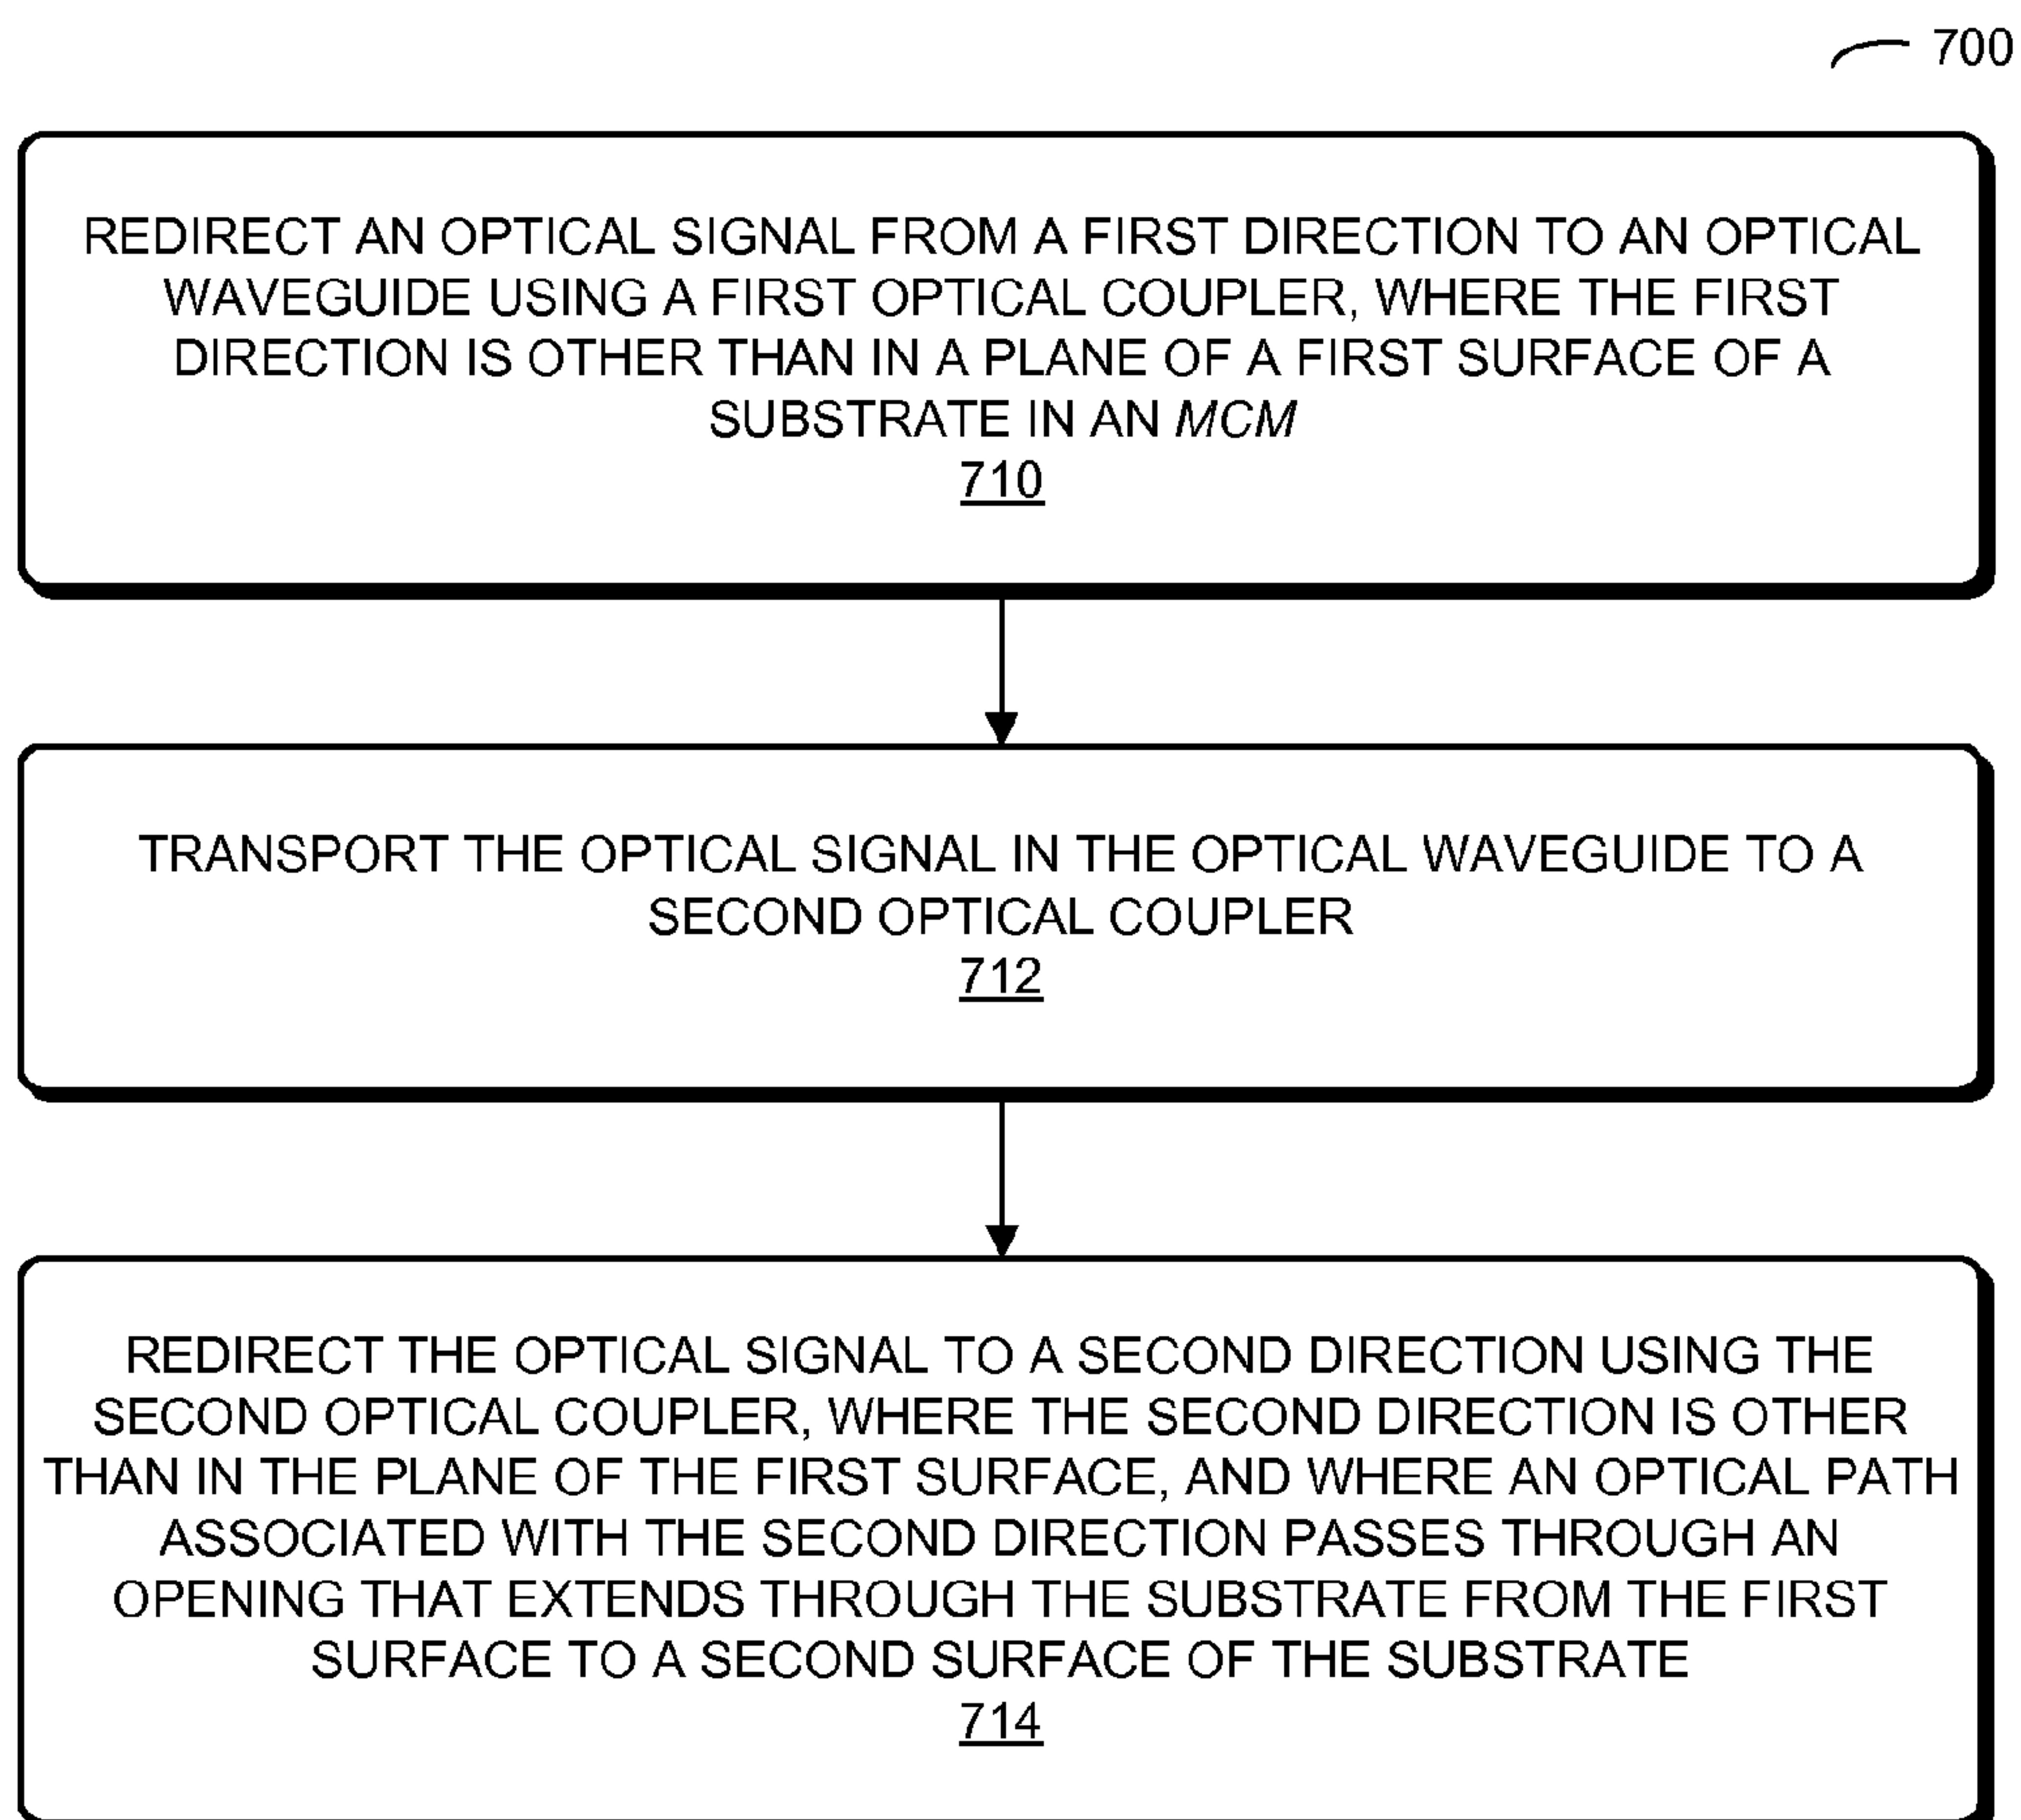 700
REDIRECT AN OPTICAL SIGNAL FROM A FIRST DIRECTION TO AN OPTICAL
WAVEGUIDE USING A FIRST OPTICAL COUPLER, WHERE THE FIRST
DIRECTION IS OTHER THAN IN A PLANE OF A FIRST SURFACE OF A
SUBSTRATE IN AN MCM
710
TRANSPORT THE OPTICAL SIGNAL IN THE OPTICAL WAVEGUIDE TO A
SECOND OPTICAL COUPLER
712
REDIRECT THE OPTICAL SIGNAL TO A SECOND DIRECTION USING THE
SECOND OPTICAL COUPLER, WHERE THE SECOND DIRECTION IS OTHER
THAN IN THE PLANE OF THE FIRST SURFACE, AND WHERE AN OPTICAL PATH
ASSOCIATED WITH THE SECOND DIRECTION PASSES THROUGH AN
OPENING THAT EXTENDS THROUGH THE SUBSTRATE FROM THE FIRST
SURFACE TO A SECOND SURFACE OF THE SUBSTRATE
714